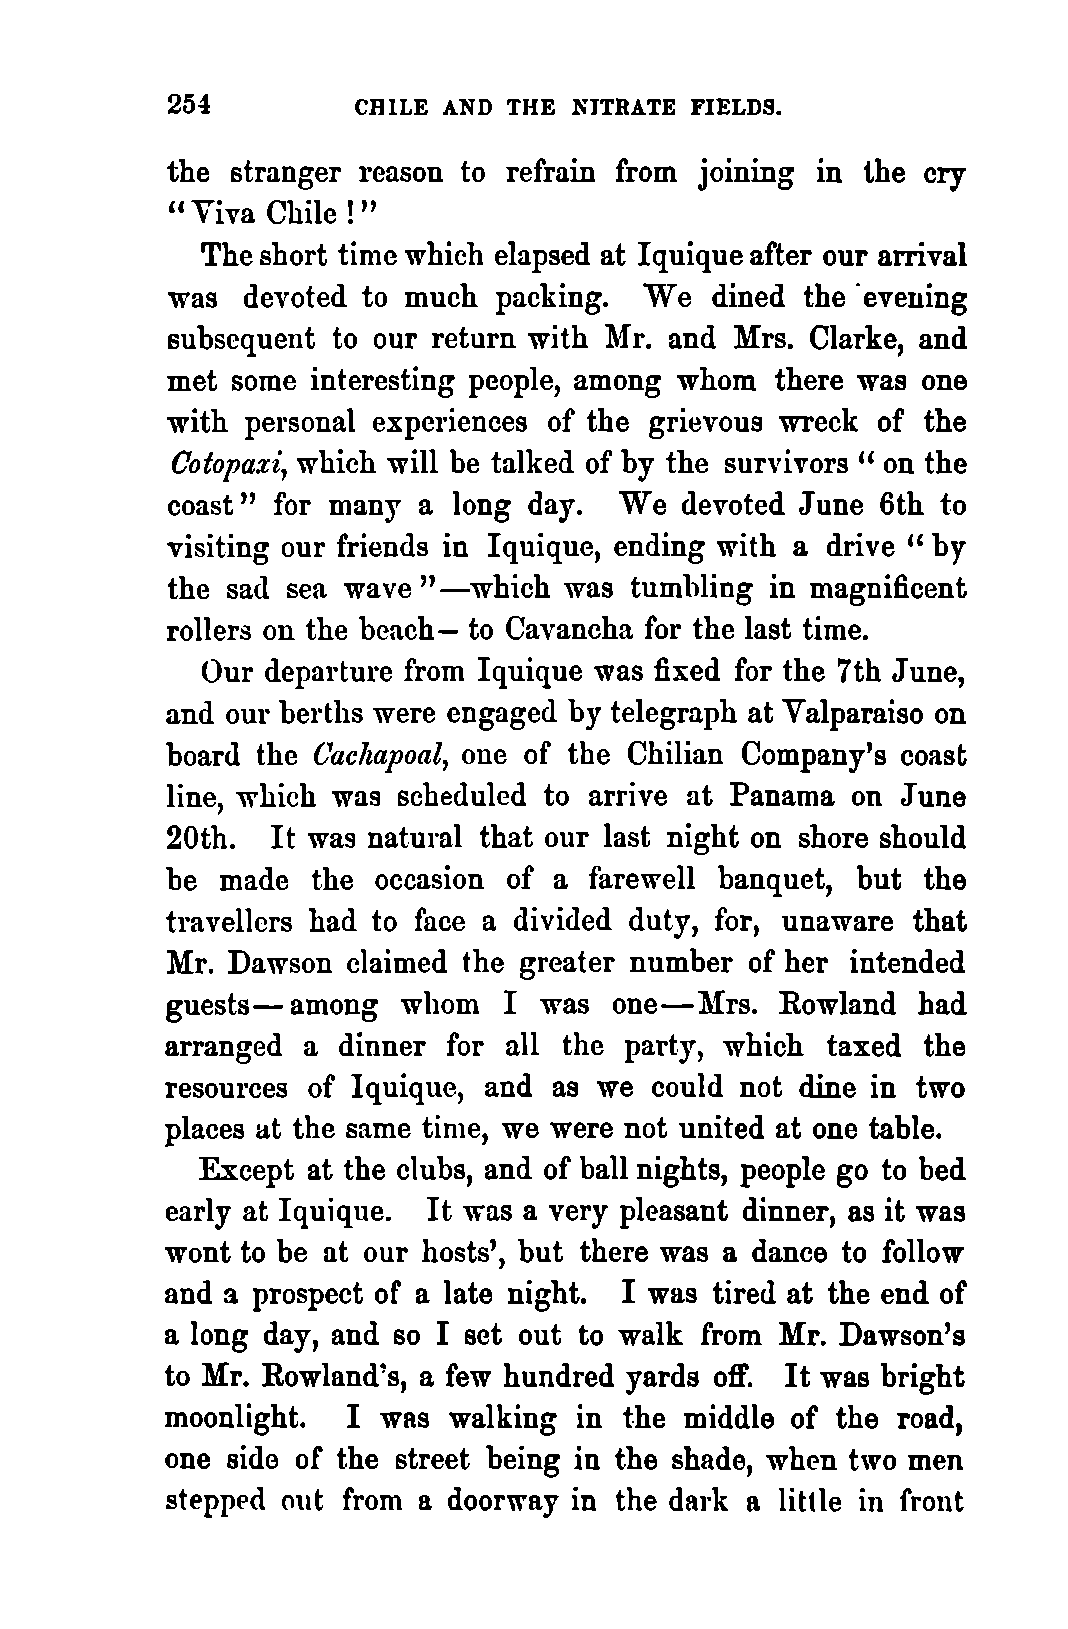 254 CHILE AND THE NITRATE FIELDS.
the stranger reason to refrain from joining in the cry
“Viva Chile !”
The short time which elapsed at Iquique after our arrival
was devoted to much packing. We dined the evening
subsequent to our return with Mr. and Mrs. Clarke, and
met some interesting people, among whom there was one
with personal experiences of the grievous wreck of the
Cotopaxi, which will be talked of by the survivors “ on the
coast” for many a long day. We devoted June 6th to
visiting our friends in Iquique, ending with a drive “ by
the sad sea wave ”—which was tumbling in magnificent
rollers on the beach— to Cavancha for the last time.
Our departure from Iquique was fixed for the 7th June,
and our berths were engaged by telegraph at Valparaiso on
board the Cachapoal, one of the Chilian Company’s coast
line, which was scheduled to arrive at Panama on June
20th. It was natural that our last night on shore should
be made the occasion of a farewell banquet, but the
travellers had to face a divided duty, for, unaware that
Mr. Dawson claimed the greater number of her intended
guests— among whom I was one—Mrs. Rowland had
arranged a dinner for all the party, which taxed the
resources of Iquique, and as we could not dine in two
places at the same time, we were not united at one table.
Except at the clubs, and of ball nights, people go to bed
early at Iquique. It was a very pleasant dinner, as it was
wont to be at our hosts’, but there was a dance to follow
and a prospect of a late night. I was tired at the end of
a long day, and so I set out to walk from Mr. Dawson’s
to Mr. Rowland’s, a few hundred yards off. It was bright
moonlight. I was walking in the middle of the road,
one side of the street being in the shade, when two men
stepped out from a doorway in the dark a little in front